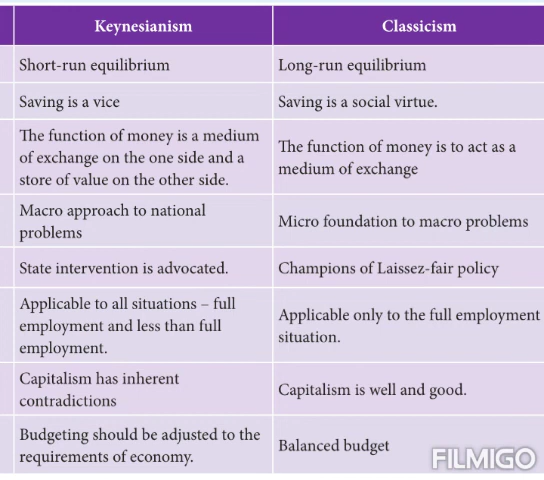 Keynesianism
Classicism
Short-run equilibrium
Long-run equilibrium
Saving is a vice
Saving is a social virtue.
The function of money is a medium
of exchange on the one side and a
store of value on the other side.
The function of money is to act as a
medium of exchange
Macro approach to national
problems
Micro foundation to macro problems
State intervention is advocated.
Champions of Laissez-fair policy
Applicable to all situations – full
employment and less than full
employment.
Applicable only to the full employment
situation.
Capitalism has inherent
contradictions
Capitalism is well and good.
Budgeting should be adjusted to the
requirements of economy.
Balanced budget
FILMIGO